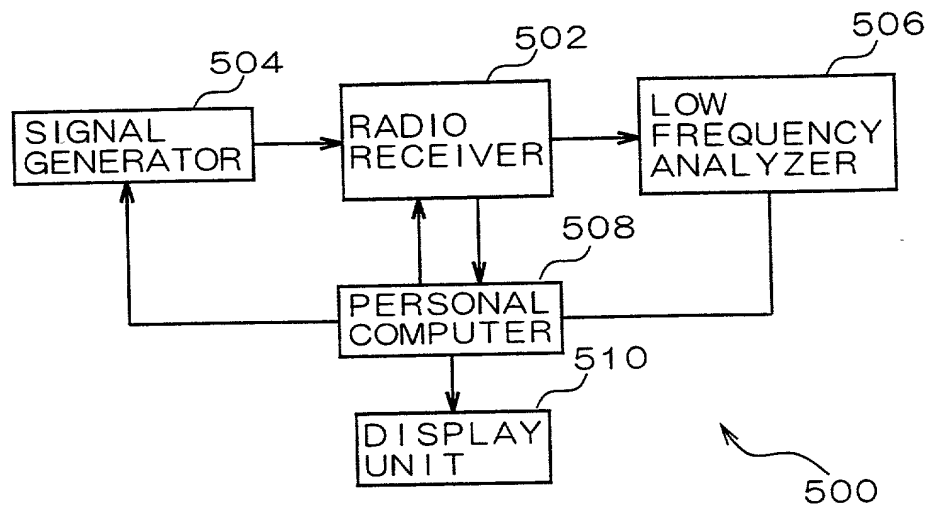 504
502
506
SIGNAL
GENERATOR
RADIO
RECEIVER
LOW
FREQUENCY
ANALYZER
508
PERSONAL
COMPUTER
510
DISPLAY
UNIT
500